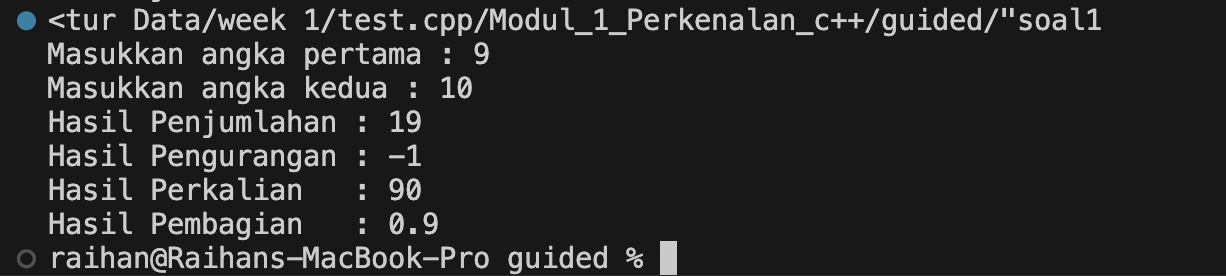 <tur Data/week 1/test.cpp/Modul_1_Perkenalan_c++/guided/"soal1
Masukkan angka pertama : 9
Masukkan angka kedua : 10
Hasil Penjumlahan : 19
Hasil Pengurangan : -1
Hasil Perkalian   : 90
Hasil Pembagian   : 0.9
raihan@Raihans-MacBook-Pro guided %